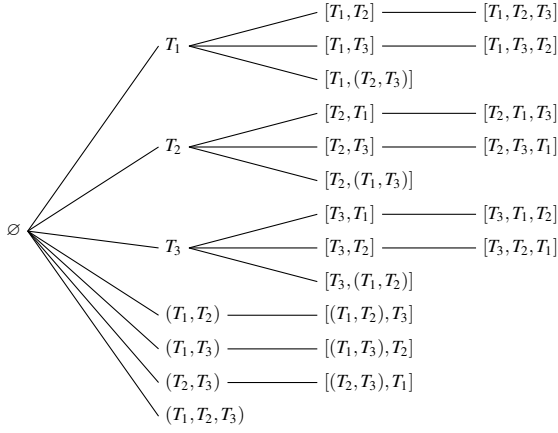 [T₁,T₂] [T₁,T₂,T₃]
T₁ [T₁,T₃] [T₁,T₃,T₂]
[T₁,(T₂,T₃)]
[T₂,T₁] [T₂,T₁,T₃]
T₂ [T₂,T₃] [T₂,T₃,T₁]
[T₂,(T₁,T₃)]
[T₃,T₁] [T₃,T₁,T₂]
∅
T₃ [T₃,T₂] [T₃,T₂,T₁]
[T₃,(T₁,T₂)]
(T₁,T₂) [(T₁,T₂),T₃]
(T₁,T₃) [(T₁,T₃),T₂]
(T₂,T₃) [(T₂,T₃),T₁]
(T₁,T₂,T₃)